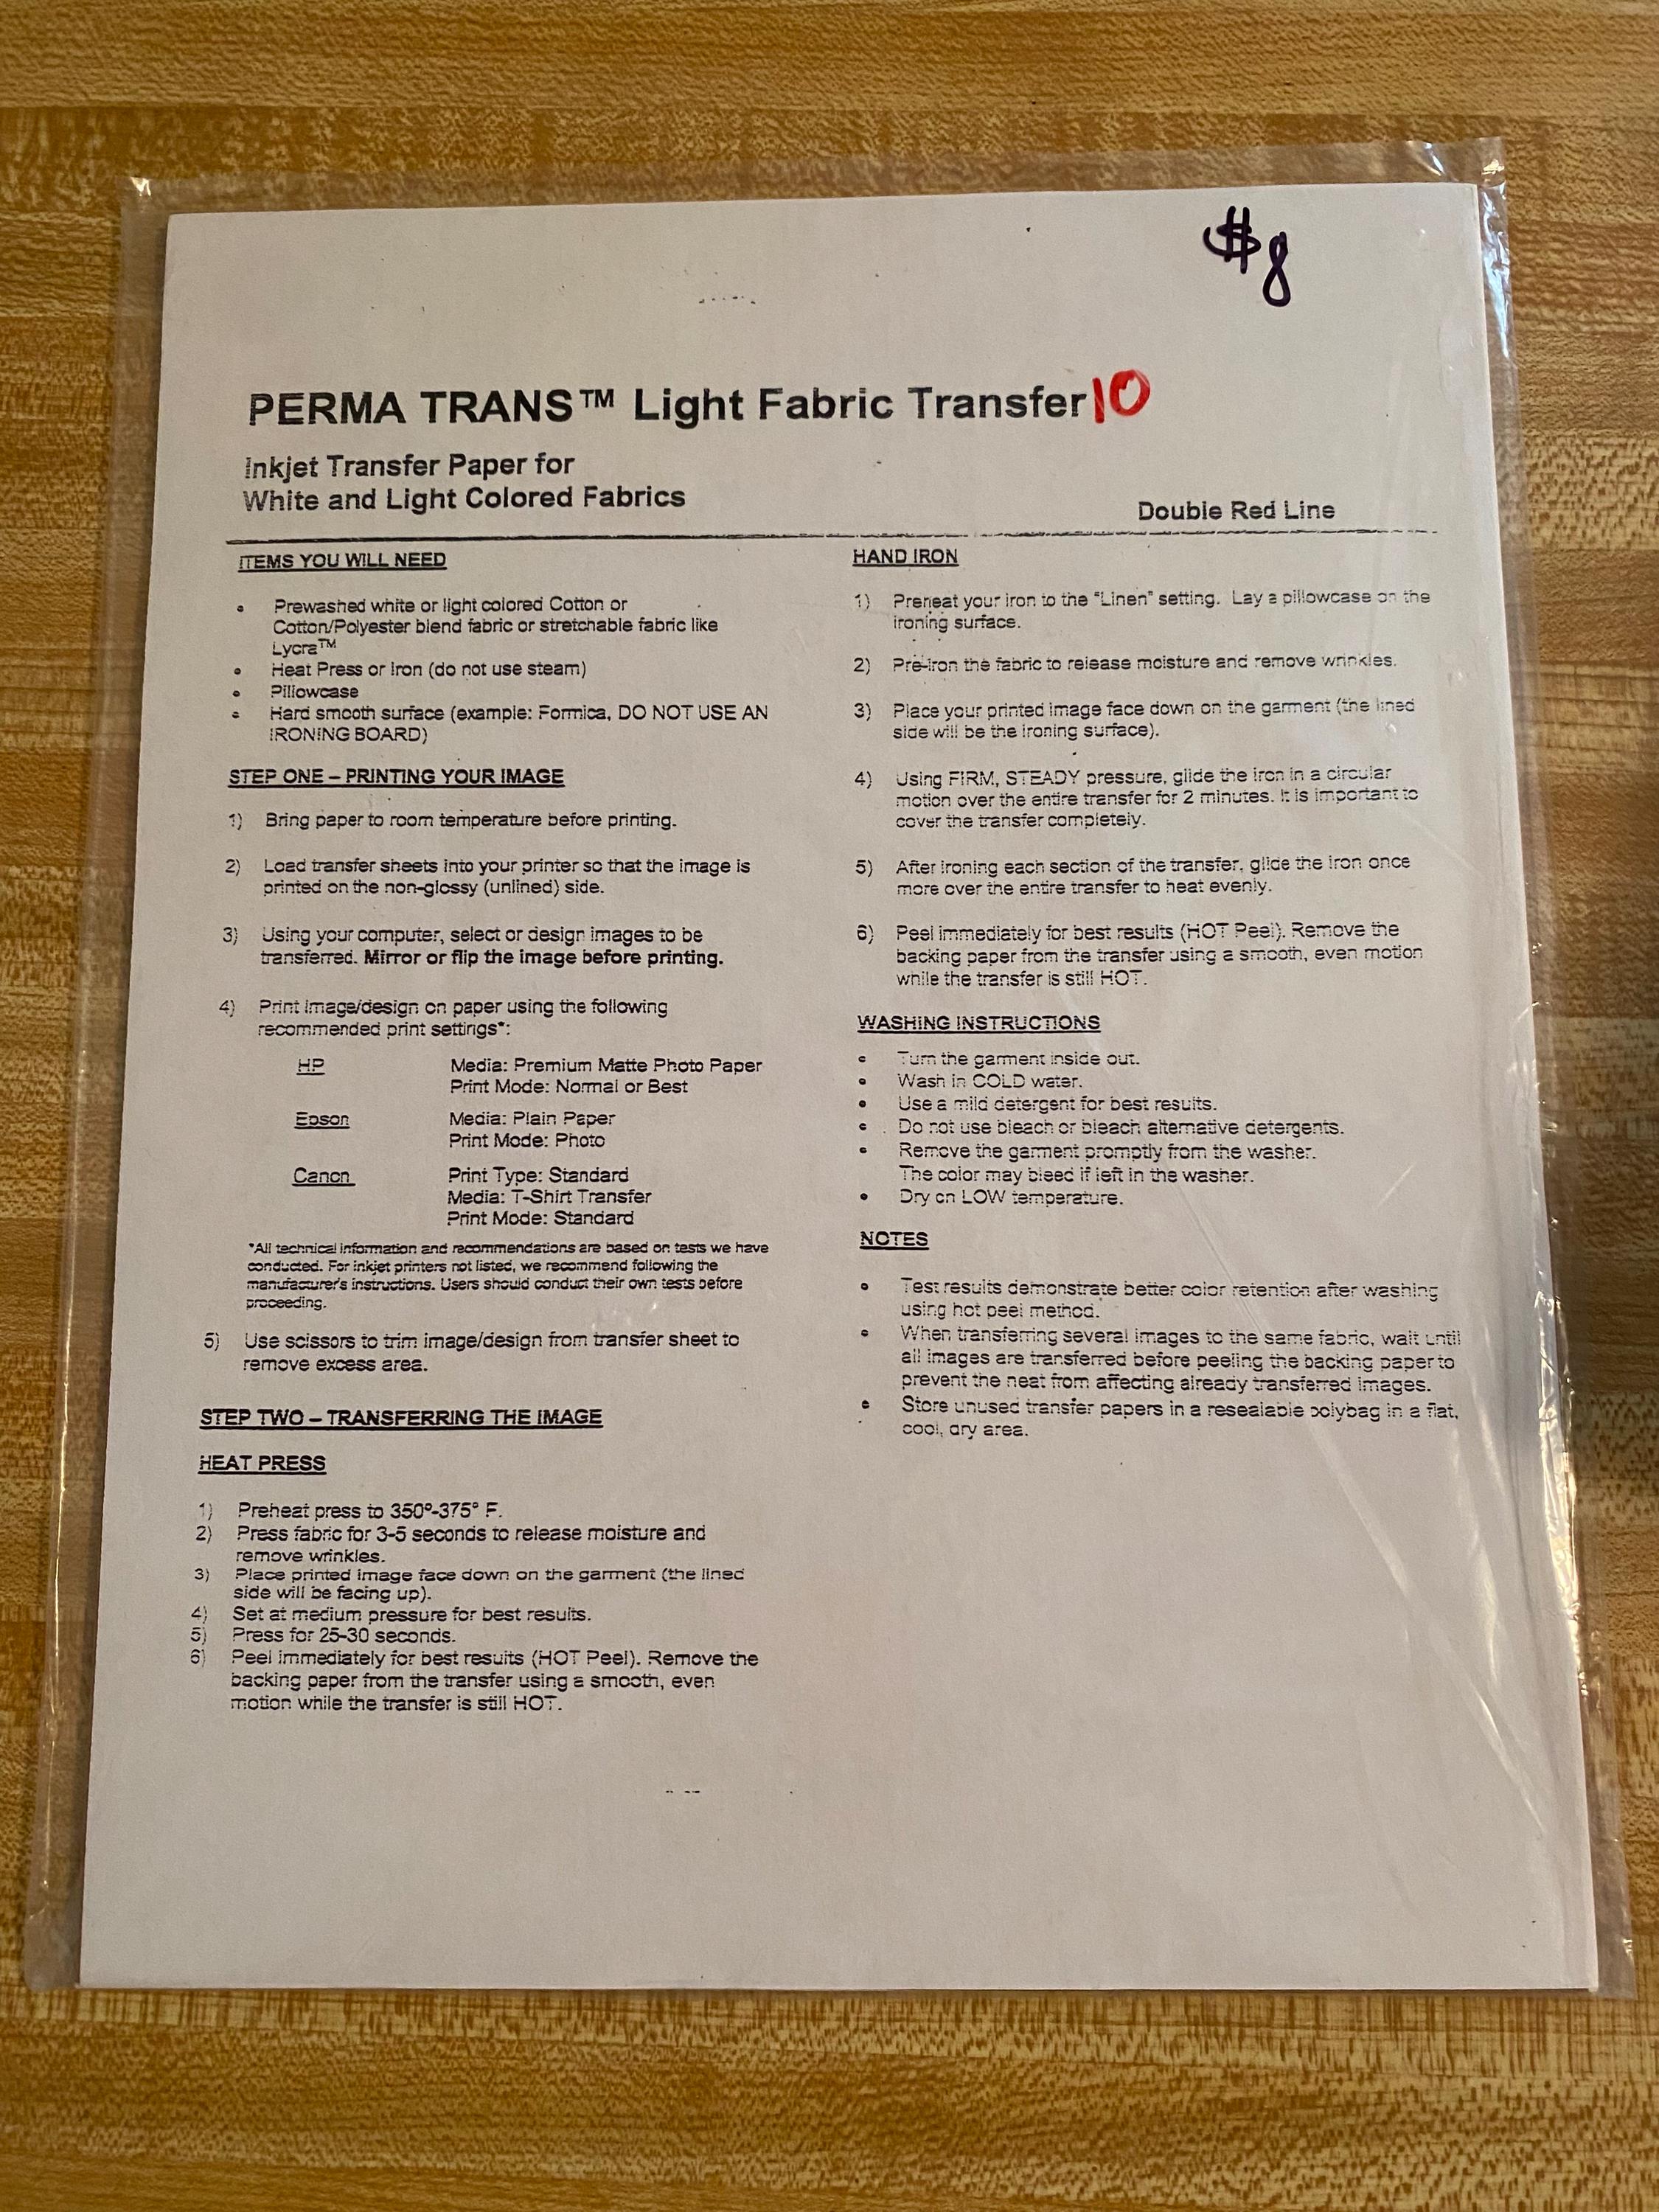 $8
PERMA TRANS™ Light Fabric Transfer 10
Inkjet Transfer Paper for
White and Light Colored Fabrics
Double Red Line
ITEMS YOU WILL NEED
• Prewashed white or light colored Cotton or
Cotton/Polyester blend fabric or stretchable fabric like
Lycra™
• Heat Press or Iron (do not use steam)
• Pillowcase
• Hard smooth surface (example: Formica, DO NOT USE AN
IRONING BOARD)
STEP ONE – PRINTING YOUR IMAGE
1) Bring paper to room temperature before printing.
2) Load transfer sheets into your printer so that the image is
printed on the non-glossy (unlined) side.
3) Using your computer, select or design images to be
transferred. Mirror or flip the image before printing.
4) Print image/design on paper using the following
recommended print settings*:
HP Media: Premium Matte Photo Paper
Print Mode: Normal or Best
Epson Media: Plain Paper
Print Mode: Photo
Canon Print Type: Standard
Media: T-Shirt Transfer
Print Mode: Standard
*All technical information and recommendations are based on tests we have
conducted. For inkjet printers not listed, we recommend following the
manufacturer's instructions. Users should conduct their own tests before
proceeding.
5) Use scissors to trim image/design from transfer sheet to
remove excess area.
STEP TWO – TRANSFERRING THE IMAGE
HEAT PRESS
1) Preheat press to 350º-375° F.
2) Press fabric for 3-5 seconds to release moisture and
remove wrinkles.
3) Place printed image face down on the garment (the lined
side will be facing up).
4) Set at medium pressure for best results.
5) Press for 25-30 seconds.
6) Peel immediately for best results (HOT Peel). Remove the
backing paper from the transfer using a smooth, even
motion while the transfer is still HOT.
HAND IRON
1) Preheat your iron to the "Linen" setting. Lay a pillowcase on the
ironing surface.
2) Pre-iron the fabric to release moisture and remove wrinkles.
3) Place your printed image face down on the garment (the lined
side will be the ironing surface).
4) Using FIRM, STEADY pressure, glide the iron in a circular
motion over the entire transfer for 2 minutes. It is important to
cover the transfer completely.
5) After ironing each section of the transfer, glide the iron once
more over the entire transfer to heat evenly.
6) Peel immediately for best results (HOT Peel). Remove the
backing paper from the transfer using a smooth, even motion
while the transfer is still HOT.
WASHING INSTRUCTIONS
• Turn the garment inside out.
• Wash in COLD water.
• Use a mild detergent for best results.
• Do not use bleach or bleach alternative detergents.
• Remove the garment promptly from the washer.
The color may bleed if left in the washer.
• Dry on LOW temperature.
NOTES
• Test results demonstrate better color retention after washing
using hot peel method.
• When transferring several images to the same fabric, wait until
all images are transferred before peeling the backing paper to
prevent the heat from affecting already transferred images.
• Store unused transfer papers in a resealable polybag in a flat,
cool, dry area.